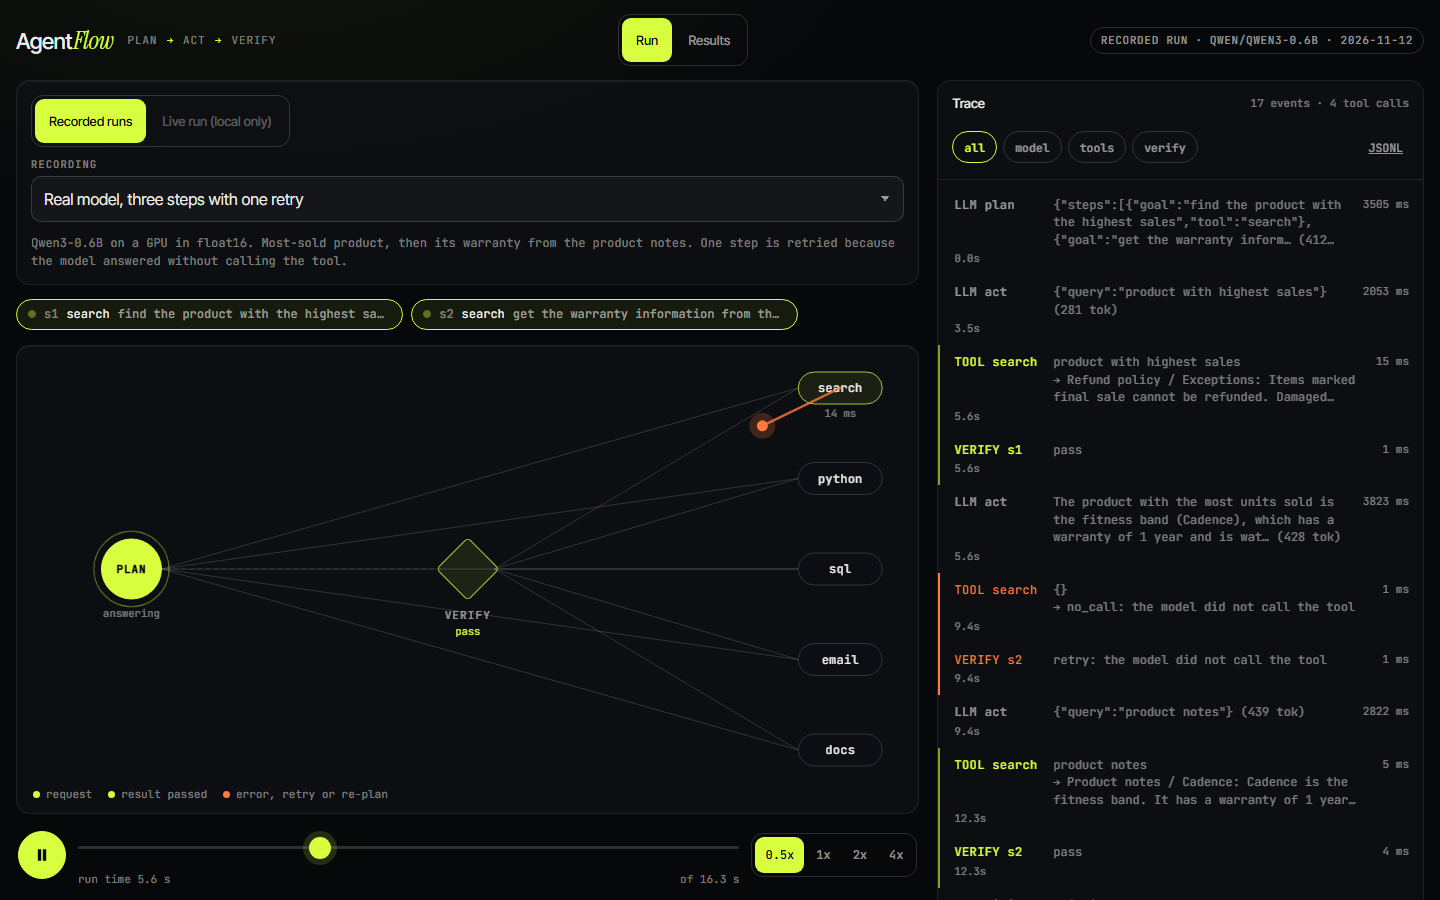 AgentFlow PLAN → ACT → VERIFY
Run Results
RECORDED RUN · QWEN/QWEN3-0.6B · 2026-11-12
Recorded runs Live run (local only)
RECORDING
Real model, three steps with one retry
Qwen3-0.6B on a GPU in float16. Most-sold product, then its warranty from the product notes. One step is retried because
the model answered without calling the tool.
s1 search find the product with the highest sa…
s2 search get the warranty information from th…
search
14 ms
python
PLAN
answering
VERIFY
pass
sql
email
docs
request result passed error, retry or re-plan
run time 5.6 s
of 16.3 s
0.5x 1x 2x 4x
Trace
17 events · 4 tool calls
all model tools verify JSONL
LLM plan {"steps":[{"goal":"find the product with 3505 ms
the highest sales","tool":"search"},
{"goal":"get the warranty inform… (412…
0.0s
LLM act {"query":"product with highest sales"} 2053 ms
(281 tok)
3.5s
TOOL search product with highest sales 15 ms
→ Refund policy / Exceptions: Items marked
final sale cannot be refunded. Damaged…
5.6s
VERIFY s1 pass 1 ms
5.6s
LLM act The product with the most units sold is 3823 ms
the fitness band (Cadence), which has a
warranty of 1 year and is wat… (428 tok)
5.6s
TOOL search {} 1 ms
→ no_call: the model did not call the tool
9.4s
VERIFY s2 retry: the model did not call the tool 1 ms
9.4s
LLM act {"query":"product notes"} (439 tok) 2822 ms
9.4s
TOOL search product notes 5 ms
→ Product notes / Cadence: Cadence is the
fitness band. It has a warranty of 1 year…
12.3s
VERIFY s2 pass 4 ms
12.3s